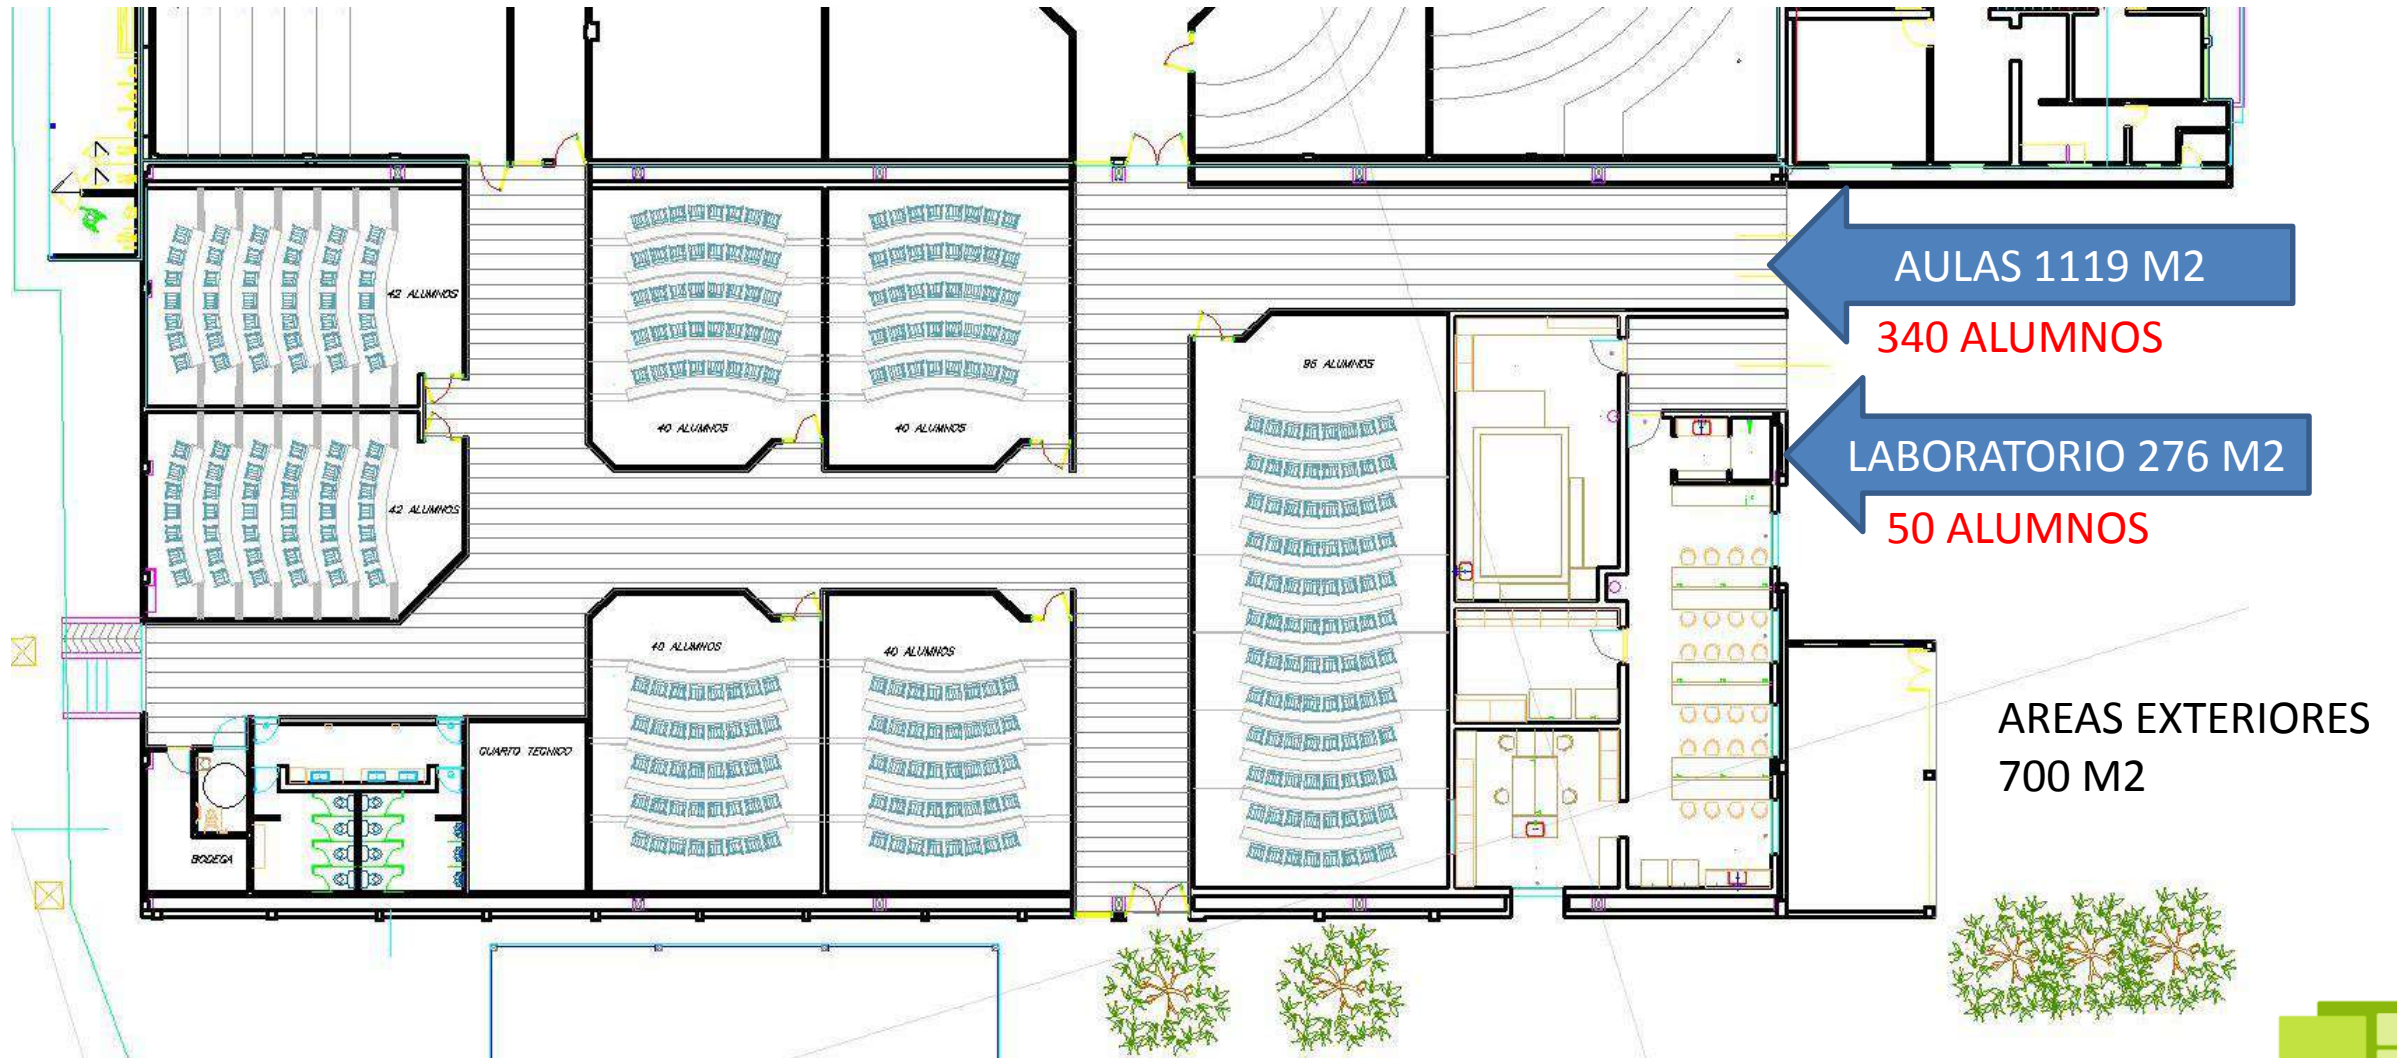 AULAS 1119 M2
42 ALUMNOS
340 ALUMNOS
96 ALUMNOS
40 ALUMNOS
40 ALUMNOS
LABORATORIO 276 M2
42 ALUMNOS
50 ALUMNOS
40 ALUMNOS
40 ALUMNOS
AREAS EXTERIORES
700 M2
CUARTO TECNICO
BODEGA